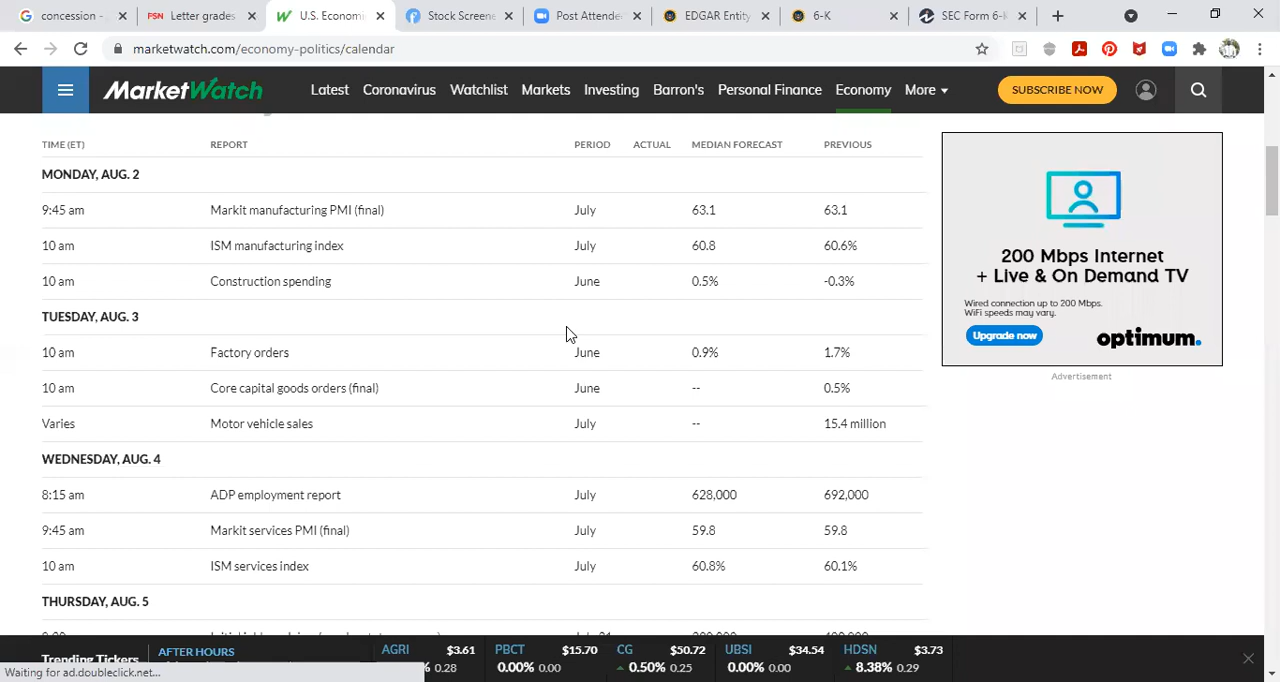 concession -
PSN Letter grades
U.S. Econom
Stock Screene
Post Attende
EDGAR Entity
6-K
SEC Form 6-K
marketwatch.com/economy-politics/calendar
MarketWatch
Latest Coronavirus Watchlist Markets Investing Barron's Personal Finance Economy More
SUBSCRIBE NOW
TIME (ET) REPORT PERIOD ACTUAL MEDIAN FORECAST PREVIOUS
MONDAY, AUG. 2
9:45 am Markit manufacturing PMI (final) July 63.1 63.1
10 am ISM manufacturing index July 60.8 60.6%
10 am Construction spending June 0.5% -0.3%
TUESDAY, AUG. 3
10 am Factory orders June 0.9% 1.7%
10 am Core capital goods orders (final) June -- 0.5%
Varies Motor vehicle sales July -- 15.4 million
WEDNESDAY, AUG. 4
8:15 am ADP employment report July 628,000 692,000
9:45 am Markit services PMI (final) July 59.8 59.8
10 am ISM services index July 60.8% 60.1%
THURSDAY, AUG. 5
200 Mbps Internet
+ Live & On Demand TV
Wired connection up to 200 Mbps.
WiFi speeds may vary.
Upgrade now
optimum.
Advertisement
Trending Tickers
AFTER HOURS
AGRI $3.61
% 0.28
PBCT $15.70
0.00% 0.00
CG $50.72
0.50% 0.25
UBSI $34.54
0.00% 0.00
HDSN $3.73
8.38% 0.29
Waiting for ad.doubleclick.net...